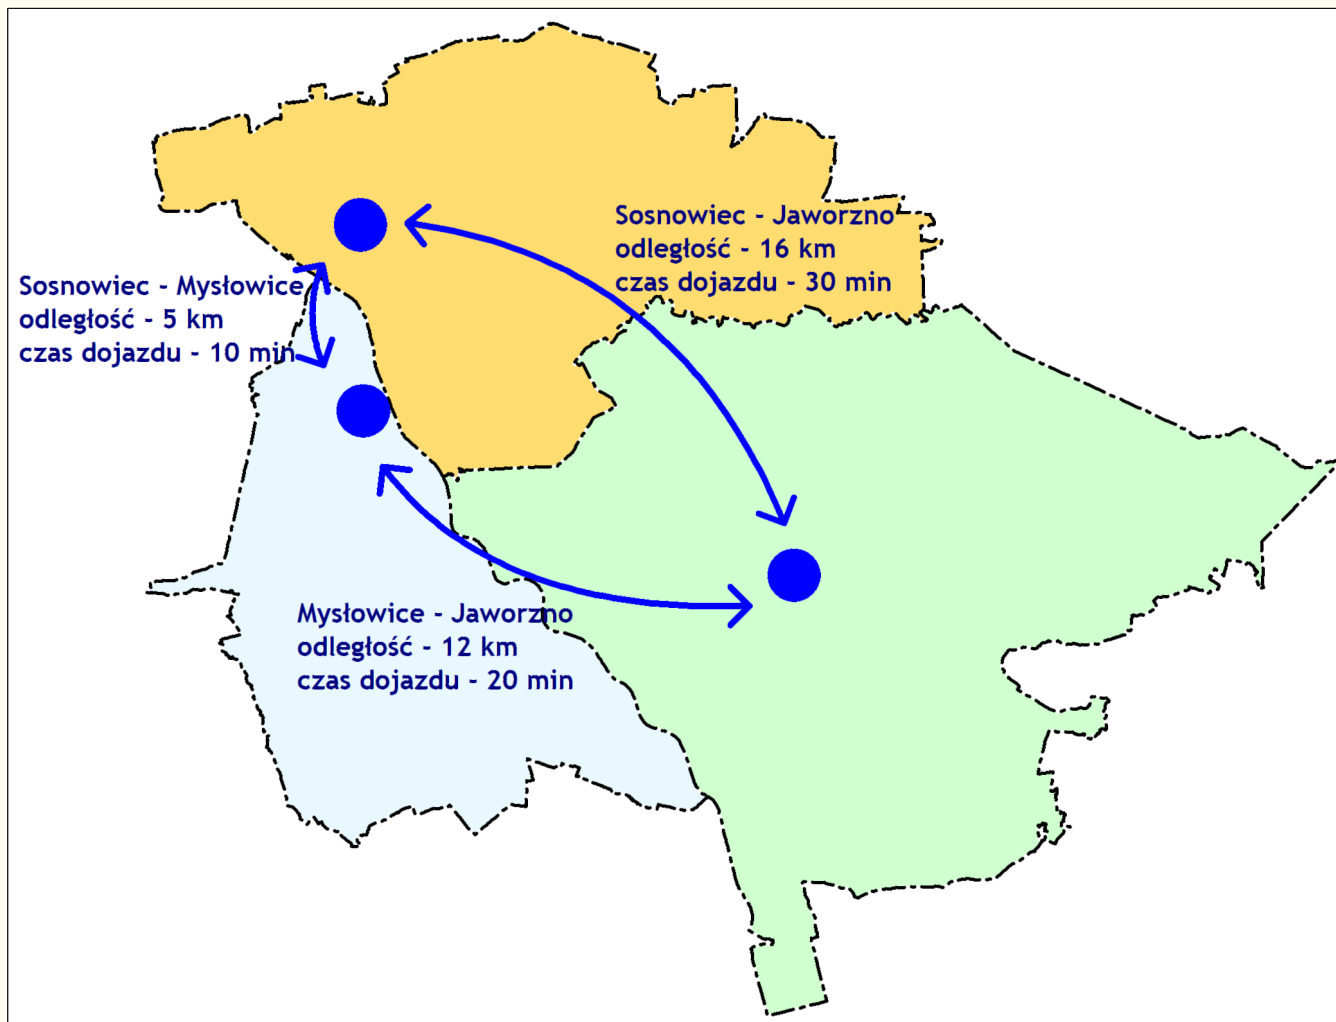 Sosnowiec - Jaworzno
odległość - 16 km
czas dojazdu - 30 min
Sosnowiec - Mysłowice
odległość - 5 km
czas dojazdu - 10 min
Mysłowice - Jaworzno
odległość - 12 km
czas dojazdu - 20 min